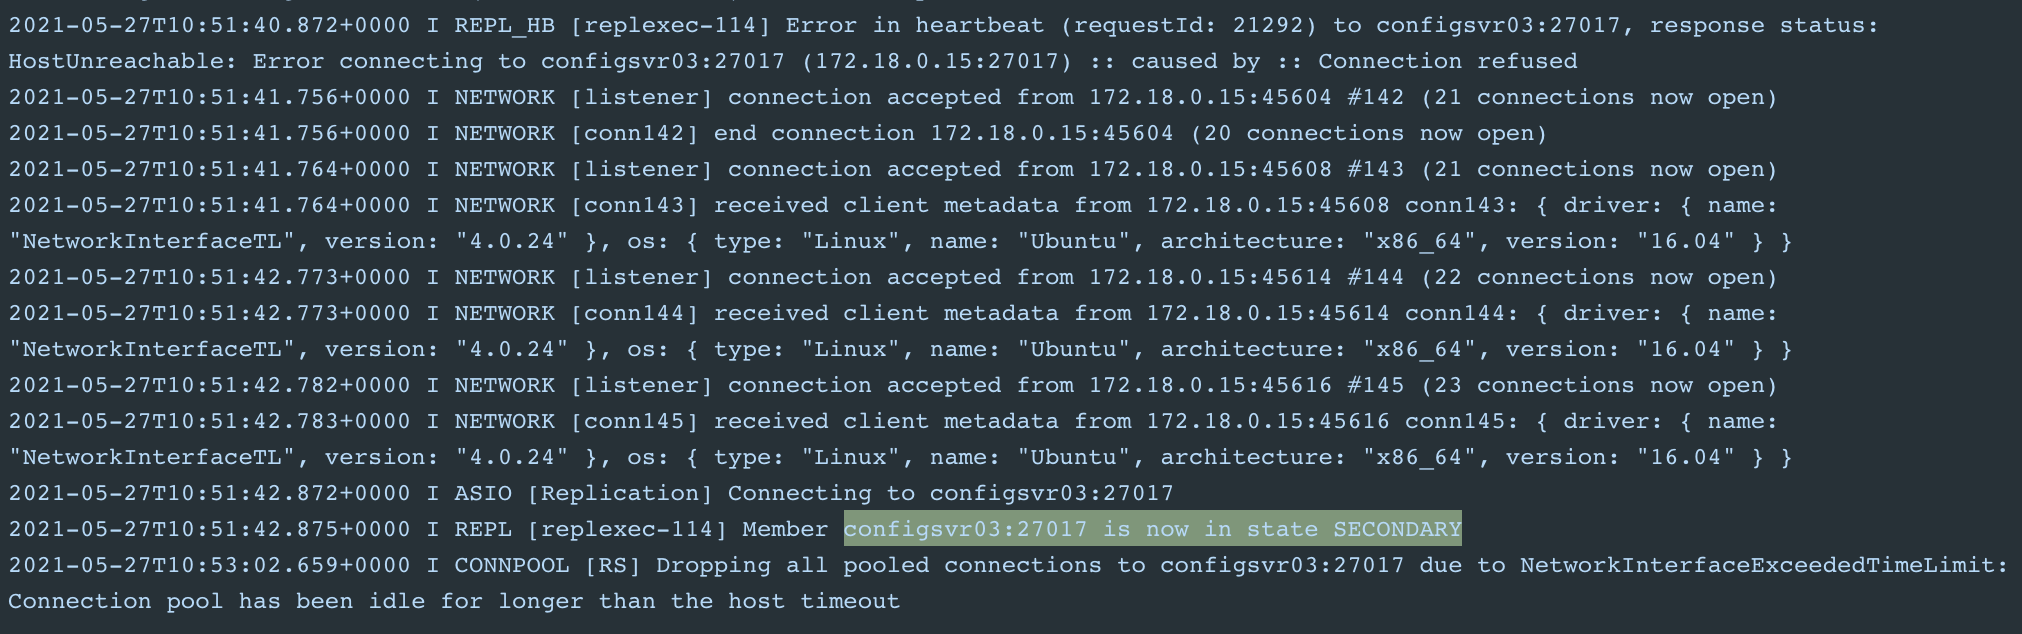 2021-05-27T10:51:40.872+0000 I REPL_HB [replexec-114] Error in heartbeat (requestId: 21292) to configsvr03:27017, response status:
HostUnreachable: Error connecting to configsvr03:27017 (172.18.0.15:27017) :: caused by :: Connection refused
2021-05-27T10:51:41.756+0000 I NETWORK [listener] connection accepted from 172.18.0.15:45604 #142 (21 connections now open)
2021-05-27T10:51:41.756+0000 I NETWORK [conn142] end connection 172.18.0.15:45604 (20 connections now open)
2021-05-27T10:51:41.764+0000 I NETWORK [listener] connection accepted from 172.18.0.15:45608 #143 (21 connections now open)
2021-05-27T10:51:41.764+0000 I NETWORK [conn143] received client metadata from 172.18.0.15:45608 conn143: { driver: { name:
"NetworkInterfaceTL", version: "4.0.24" }, os: { type: "Linux", name: "Ubuntu", architecture: "x86_64", version: "16.04" } }
2021-05-27T10:51:42.773+0000 I NETWORK [listener] connection accepted from 172.18.0.15:45614 #144 (22 connections now open)
2021-05-27T10:51:42.773+0000 I NETWORK [conn144] received client metadata from 172.18.0.15:45614 conn144: { driver: { name:
"NetworkInterfaceTL", version: "4.0.24" }, os: { type: "Linux", name: "Ubuntu", architecture: "x86_64", version: "16.04" } }
2021-05-27T10:51:42.782+0000 I NETWORK [listener] connection accepted from 172.18.0.15:45616 #145 (23 connections now open)
2021-05-27T10:51:42.783+0000 I NETWORK [conn145] received client metadata from 172.18.0.15:45616 conn145: { driver: { name:
"NetworkInterfaceTL", version: "4.0.24" }, os: { type: "Linux", name: "Ubuntu", architecture: "x86_64", version: "16.04" } }
2021-05-27T10:51:42.872+0000 I ASIO [Replication] Connecting to configsvr03:27017
2021-05-27T10:51:42.875+0000 I REPL [replexec-114] Member configsvr03:27017 is now in state SECONDARY
2021-05-27T10:53:02.659+0000 I CONNPOOL [RS] Dropping all pooled connections to configsvr03:27017 due to NetworkInterfaceExceededTimeLimit:
Connection pool has been idle for longer than the host timeout